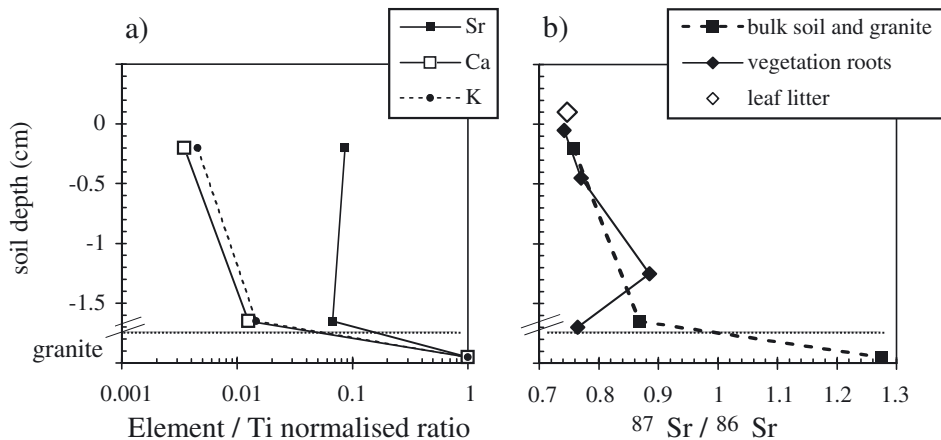 a)
Sr
Ca
K
b)
bulk soil and granite
vegetation roots
leaf litter
soil depth (cm)
0
-0.5
-1
-1.5
granite
0.001 0.01 0.1 1
Element / Ti normalised ratio
0.7 0.8 0.9 1 1.1 1.2 1.3
87 Sr / 86 Sr